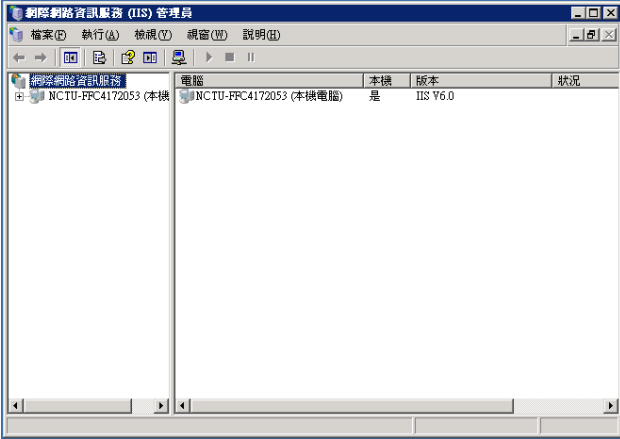 網際網路資訊服務 (IIS) 管理員
檔案(F) 執行(A) 檢視(V) 視窗(W) 說明(H)
網際網路資訊服務
NCTU-FFC4172053 (本機
電腦 本機 版本 狀況
NCTU-FFC4172053 (本機電腦) 是 IIS V6.0